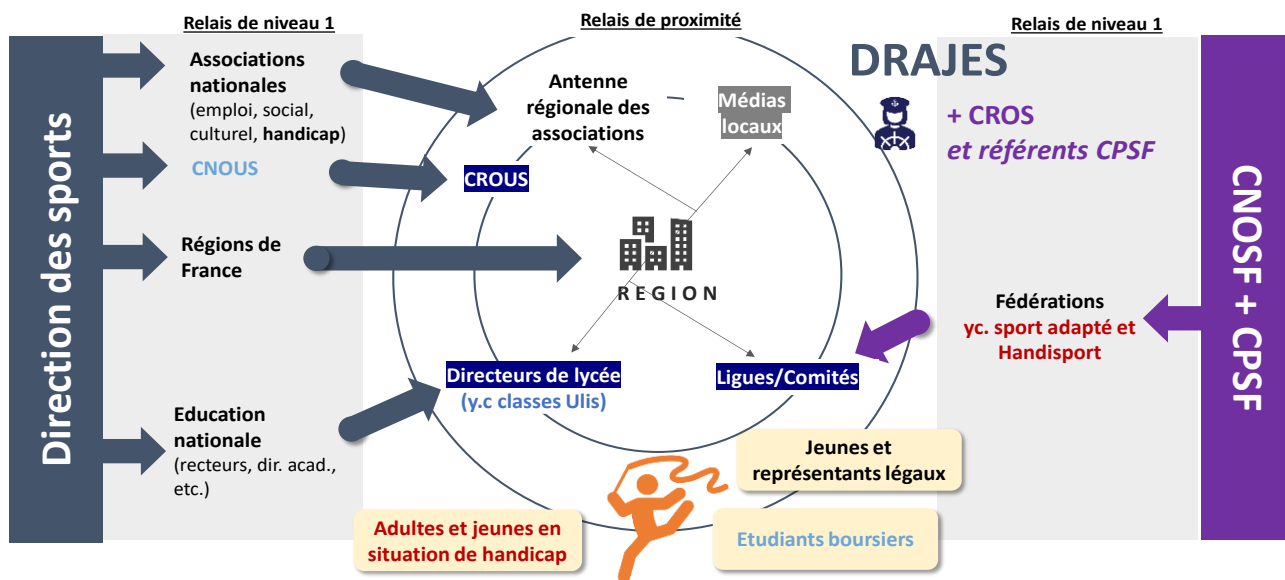 Relais de niveau 1
Relais de proximité
Relais de niveau 1
Direction des sports
Associations
nationales
(emploi, social,
culturel, handicap)
CNOUS
Régions de
France
Education
nationale
(recteurs, dir. acad.,
etc.)
Antenne
régionale des
associations
Médias
locaux
CROUS
REGION
Directeurs de lycée
(y.c classes Ulis)
Ligues/Comités
DRAJES
+ CROS
et référents CPSF
Fédérations
yc. sport adapté et
Handisport
CNOSF + CPSF
Jeunes et
représentants légaux
Adultes et jeunes en
situation de handicap
Etudiants boursiers